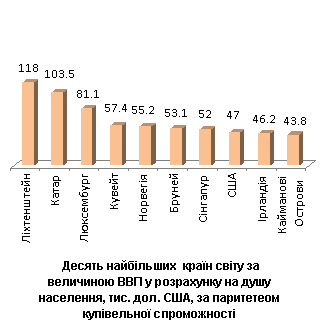 118
103.5
81.1
57.4
55.2
53.1
52
47
46.2
43.8
Ліхтенштейн
Катар
Люксембург
Кувейт
Норвегія
Бруней
Сінгапур
США
Ірландія
Кайманові
Острови
Десять найбільших країн світу за
величиною ВВП у розрахунку на душу
населення, тис. дол. США, за паритетеом
купівельної спроможності